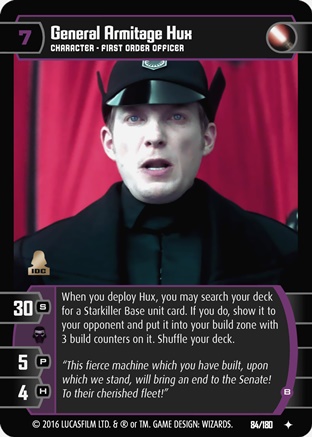 7
General Armitage Hux
CHARACTER - FIRST ORDER OFFICER
IDC
30 S
When you deploy Hux, you may search your deck
for a Starkiller Base unit card. If you do, show it to
your opponent and put it into your build zone with
3 build counters on it. Shuffle your deck.
5 P
“This fierce machine which you have built, upon
which we stand, will bring an end to the Senate!
4 H
To their cherished fleet!”
B
© 2016 LUCASFILM LTD. & ® or TM. GAME DESIGN: WIZARDS.
84/180